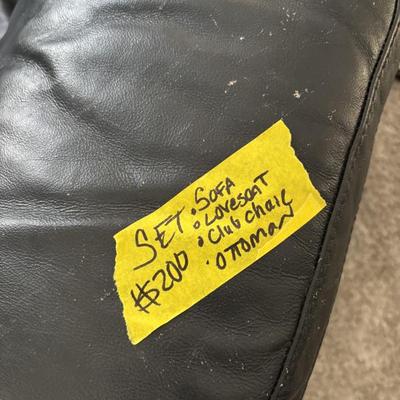 SET • SOFA
• LOVESEAT
$200 • Club Chair
• OTTOMAN